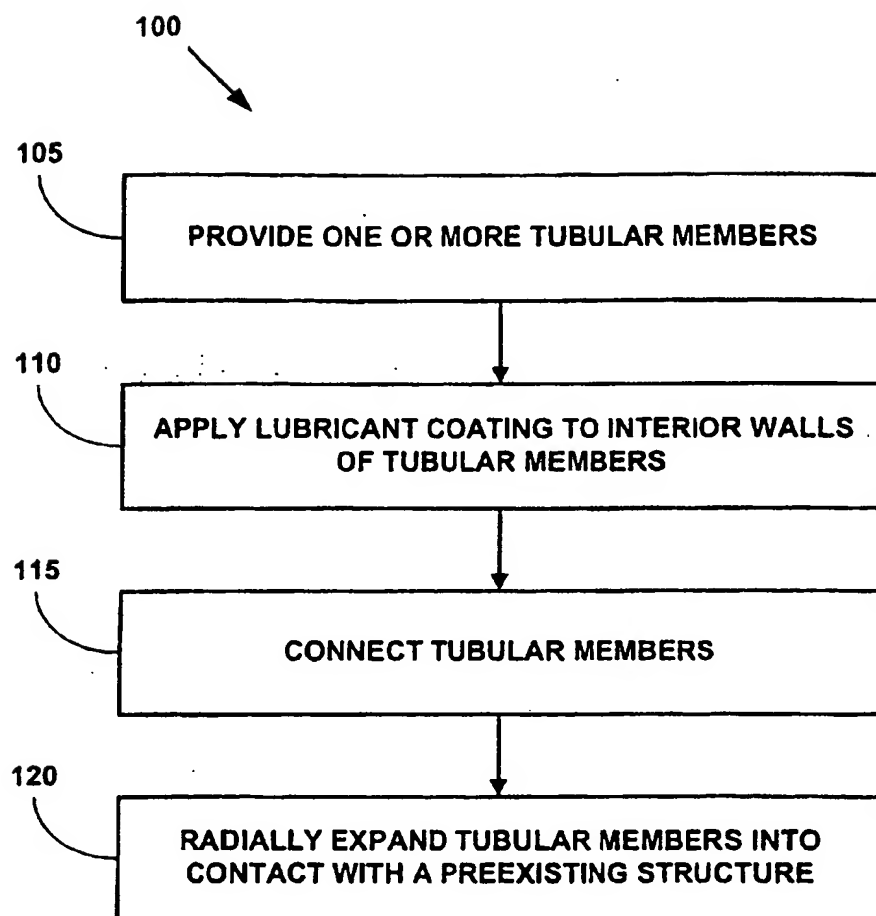 100
105
PROVIDE ONE OR MORE TUBULAR MEMBERS
110
APPLY LUBRICANT COATING TO INTERIOR WALLS
OF TUBULAR MEMBERS
115
CONNECT TUBULAR MEMBERS
120
RADIALLY EXPAND TUBULAR MEMBERS INTO
CONTACT WITH A PREEXISTING STRUCTURE